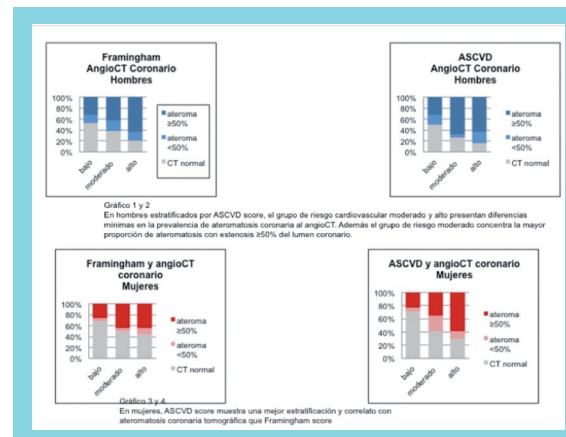 Framingham
AngioCT Coronario
Hombres
100%
80%
60%
40%
20%
0%
bajo
moderado
alto
ateroma
≥50%
ateroma
<50%
CT normal
ASCVD
AngioCT Coronario
Hombres
100%
80%
60%
40%
20%
0%
bajo
moderado
alto
ateroma
≥50%
ateroma
<50%
CT normal
Gráfico 1 y 2
En hombres estratificados por ASCVD score, el grupo de riesgo cardiovascular moderado y alto presentan diferencias
mínimas en la prevalencia de ateromatosis coronaria al angioCT. Además el grupo de riesgo moderado concentra la mayor
proporción de ateromatosis con estenosis ≥50% del lumen coronario.
Framingham y angioCT
coronario
Mujeres
100%
80%
60%
40%
20%
0%
bajo
moderado
alto
ateroma
≥50%
ateroma
<50%
CT normal
ASCVD y angioCT coronario
Mujeres
100%
80%
60%
40%
20%
0%
bajo
moderado
alto
ateroma
≥50%
ateroma
<50%
CT normal
Gráfico 3 y 4
En mujeres, ASCVD score muestra una mejor estratificación y correlato con
ateromatosis coronaria tomográfica que Framingham score